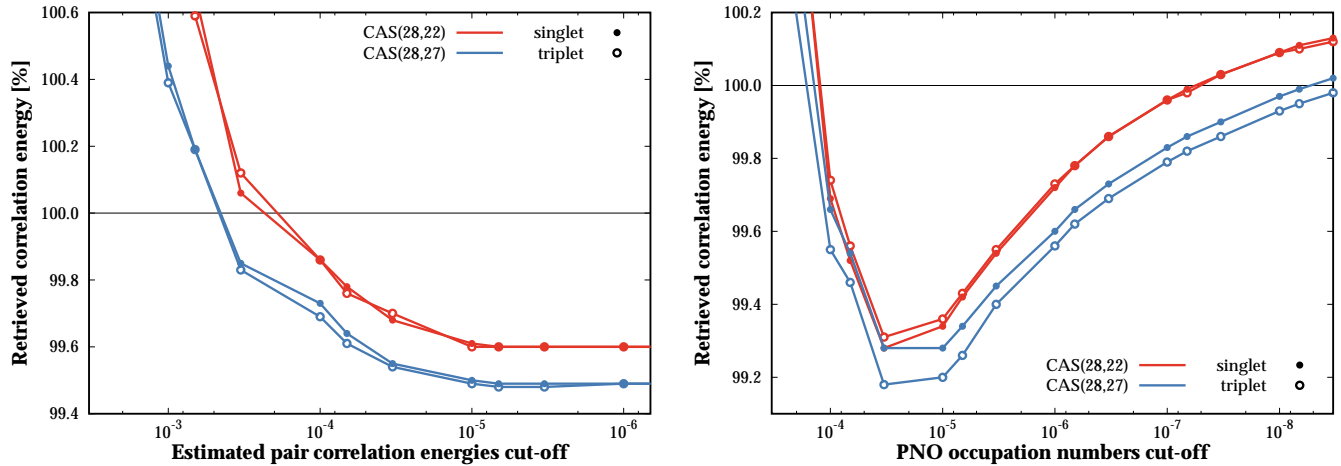 Retrieved correlation energy [%]
100.6
100.4
100.2
100.0
99.8
99.6
99.4
CAS(28,22) singlet
CAS(28,27) triplet
10⁻³ 10⁻⁴ 10⁻⁵ 10⁻⁶
Estimated pair correlation energies cut-off
Retrieved correlation energy [%]
100.2
100.0
99.8
99.6
99.4
99.2
CAS(28,22) singlet
CAS(28,27) triplet
10⁻⁴ 10⁻⁵ 10⁻⁶ 10⁻⁷ 10⁻⁸
PNO occupation numbers cut-off